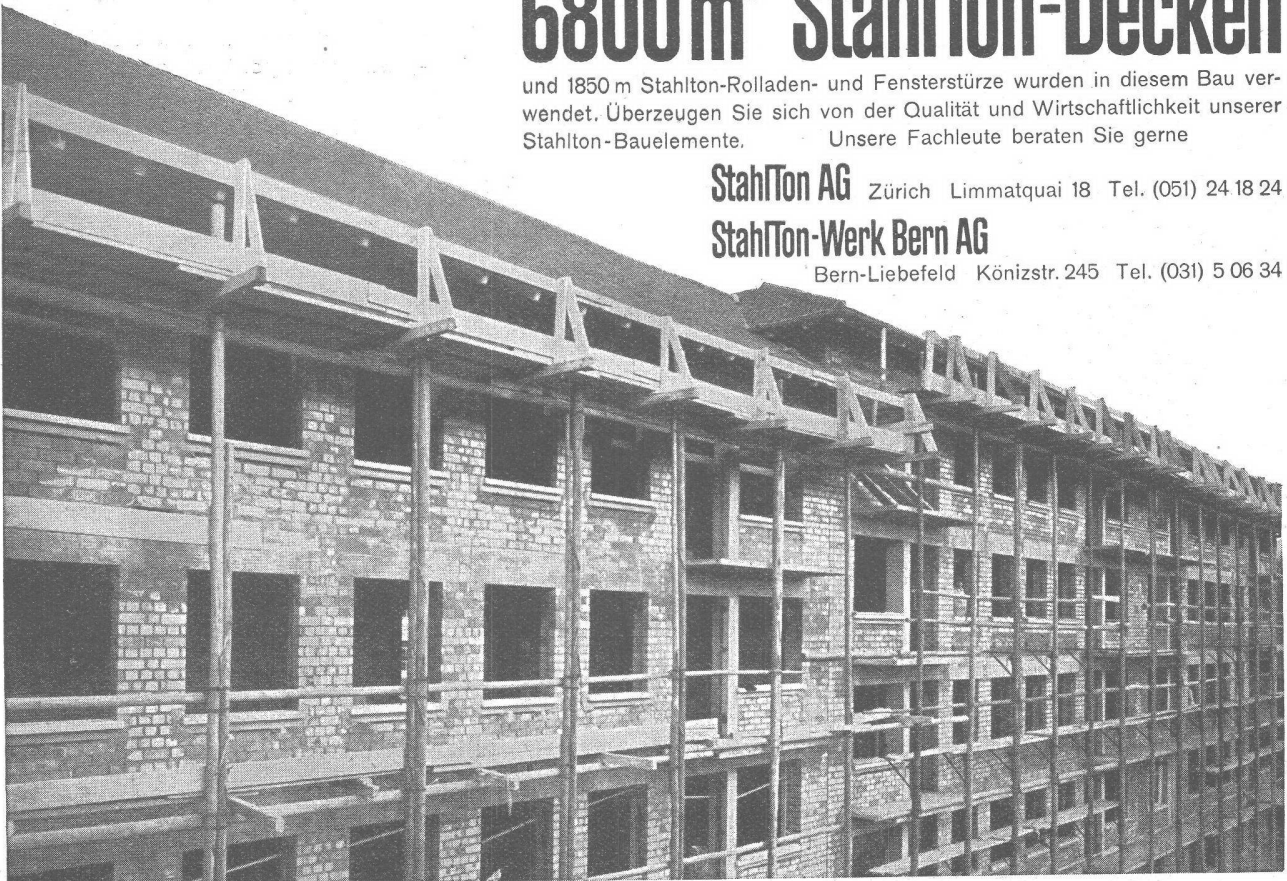 6800 m² Stahlton-Decken
und 1850 m Stahlton-Rolladen- und Fensterstürze wurden in diesem Bau ver-
wendet. Überzeugen Sie sich von der Qualität und Wirtschaftlichkeit unserer
Stahlton-Bauelemente. Unsere Fachleute beraten Sie gerne
StahlTon AG Zürich Limmatquai 18 Tel. (051) 24 18 24
StahlTon-Werk Bern AG
Bern-Liebefeld Könizstr. 245 Tel. (031) 5 06 34